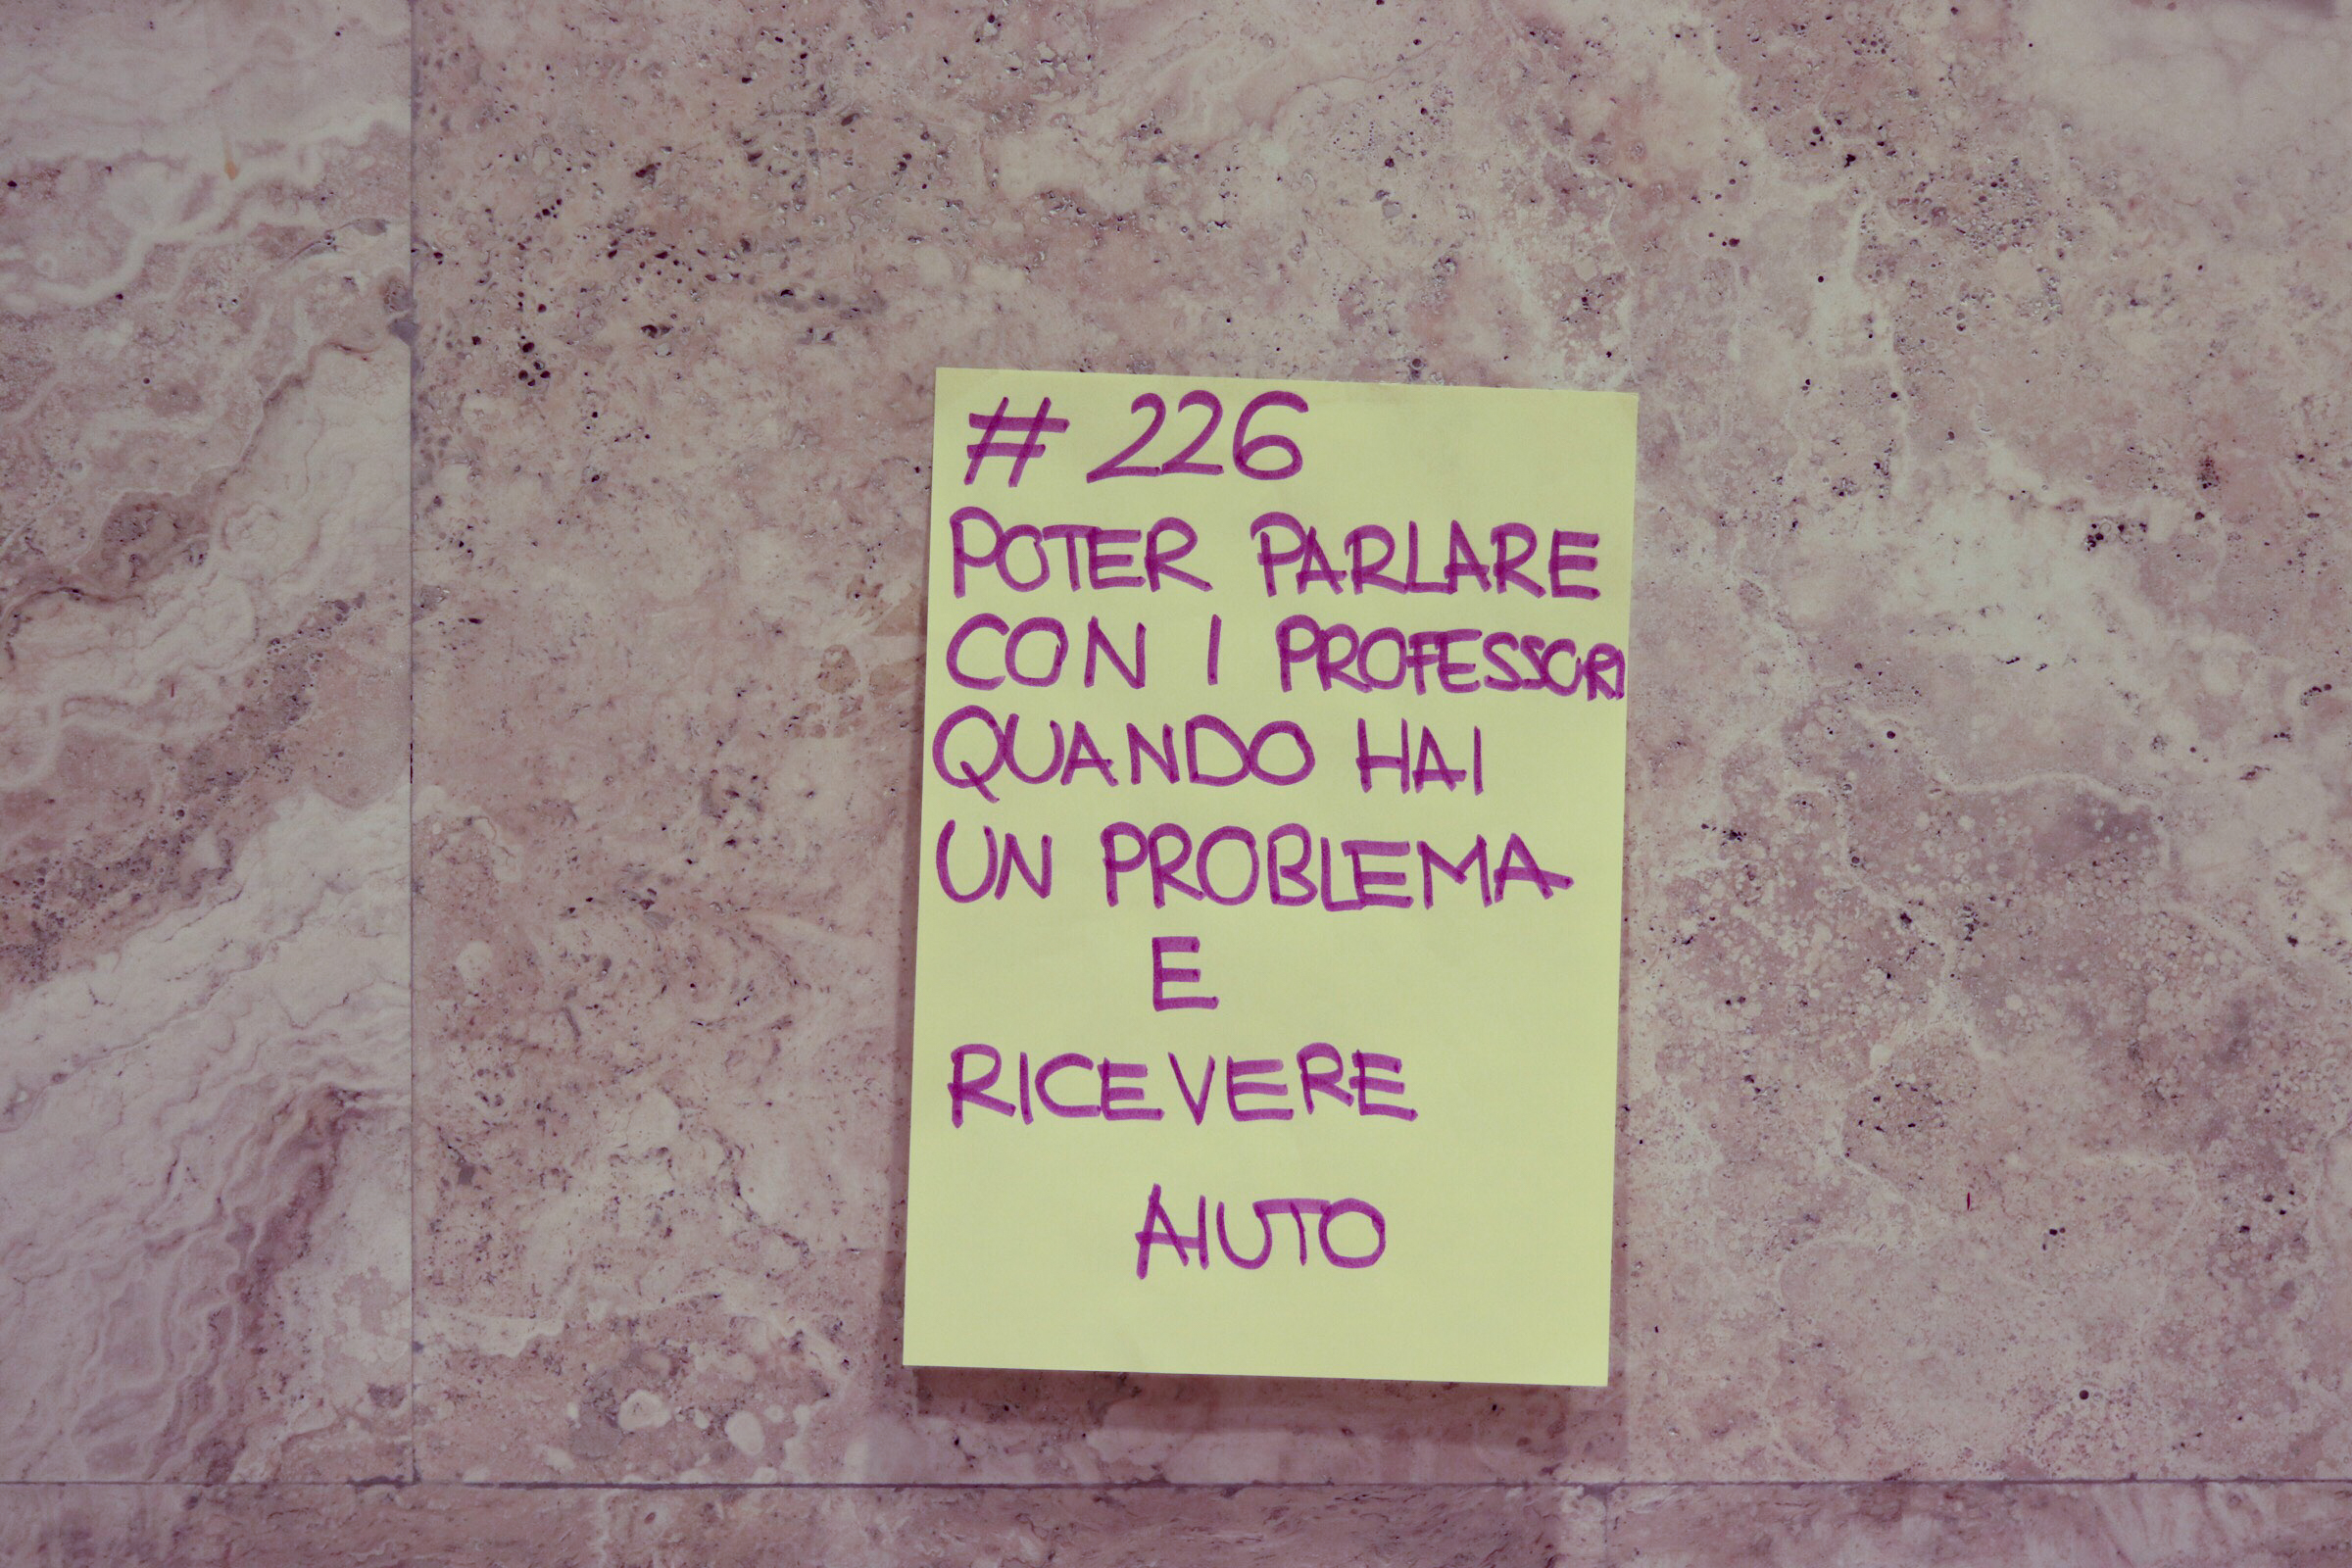 # 226
POTER PARLARE
CON I PROFESSORI
QUANDO HAI
UN PROBLEMA
E
RICEVERE
AIUTO